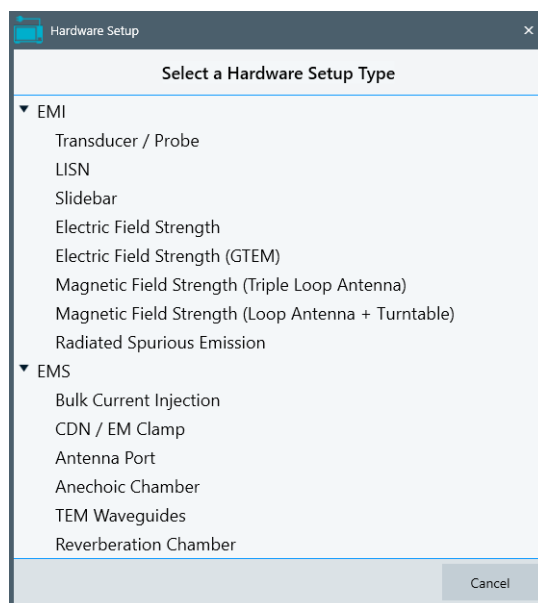 Hardware Setup
Select a Hardware Setup Type
EMI
Transducer / Probe
LISN
Slidebar
Electric Field Strength
Electric Field Strength (GTEM)
Magnetic Field Strength (Triple Loop Antenna)
Magnetic Field Strength (Loop Antenna + Turntable)
Radiated Spurious Emission
EMS
Bulk Current Injection
CDN / EM Clamp
Antenna Port
Anechoic Chamber
TEM Waveguides
Reverberation Chamber
Cancel